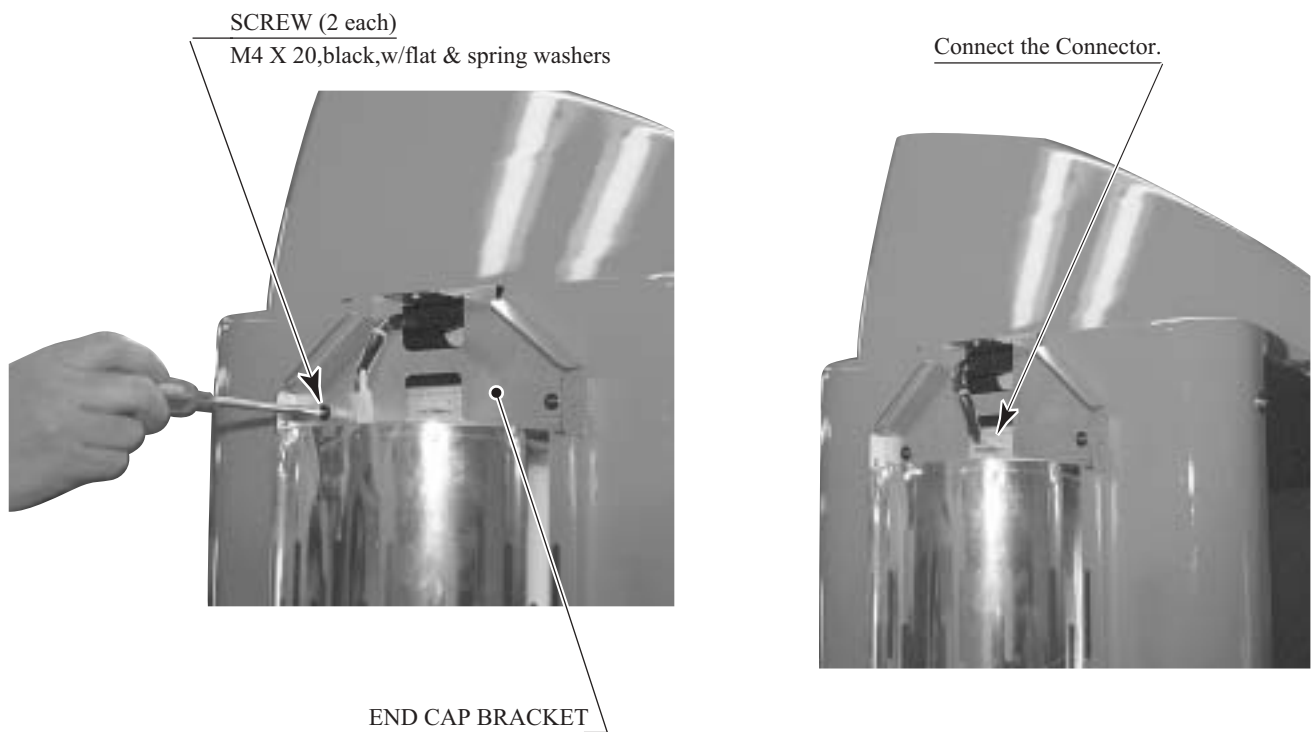 SCREW (2 each)
M4 X 20,black,w/flat & spring washers
Connect the Connector.
END CAP BRACKET